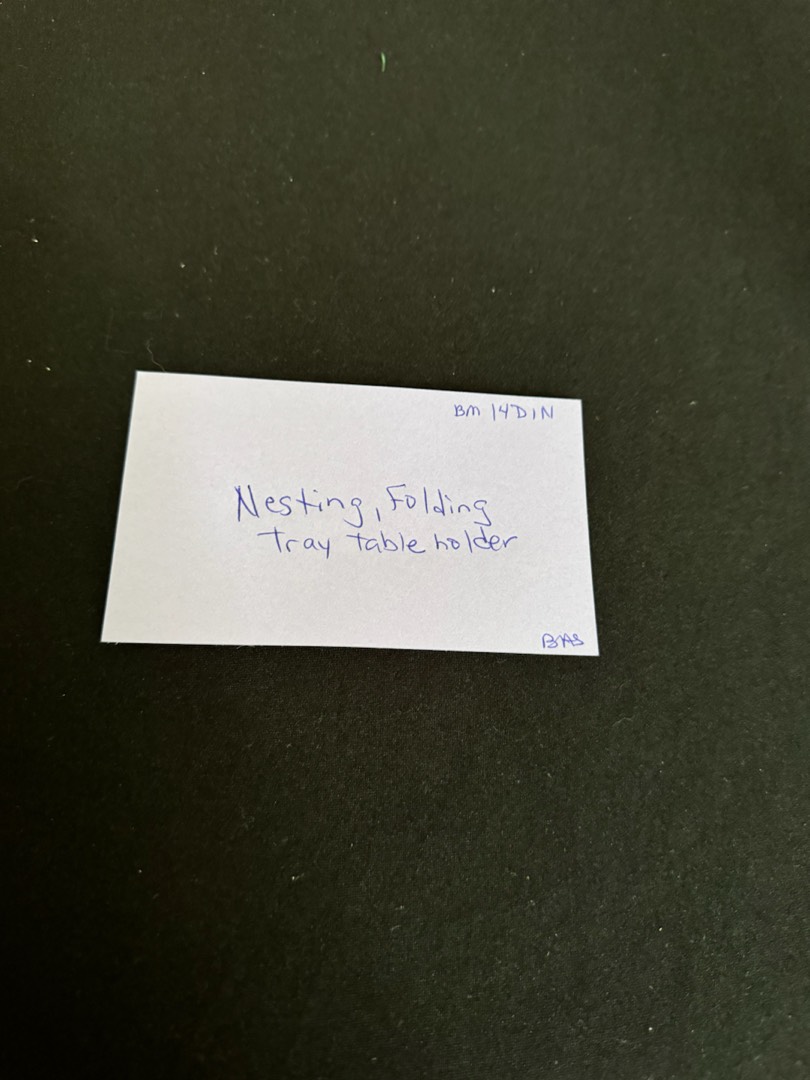 BM 14DIN
Nesting, Folding
Tray table holder
BAS